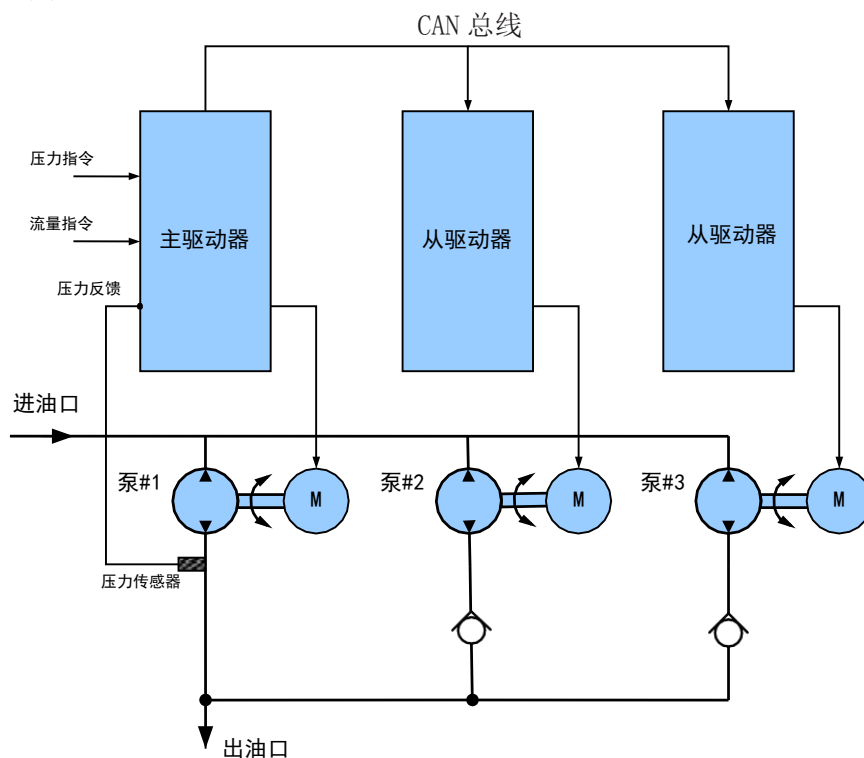 CAN 总线
压力指令
流量指令
压力反馈
主驱动器
从驱动器
从驱动器
进油口
泵#1
M
泵#2
M
泵#3
M
压力传感器
出油口